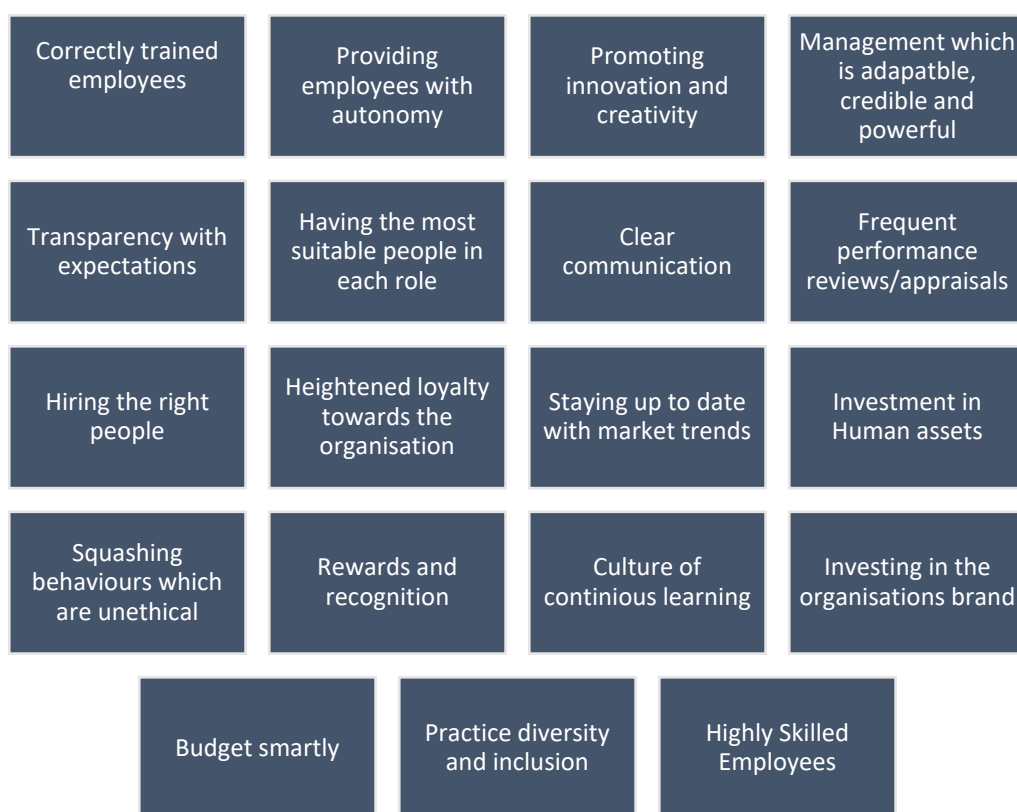 Correctly trained
employees
Providing
employees with
autonomy
Promoting
innovation and
creativity
Management which
is adapatble,
credible and
powerful
Transparency with
expectations
Having the most
suitable people in
each role
Clear
communication
Frequent
performance
reviews/appraisals
Hiring the right
people
Heightened loyalty
towards the
organisation
Staying up to date
with market trends
Investment in
Human assets
Squashing
behaviours which
are unethical
Rewards and
recognition
Culture of
continious learning
Investing in the
organisations brand
Budget smartly
Practice diversity
and inclusion
Highly Skilled
Employees